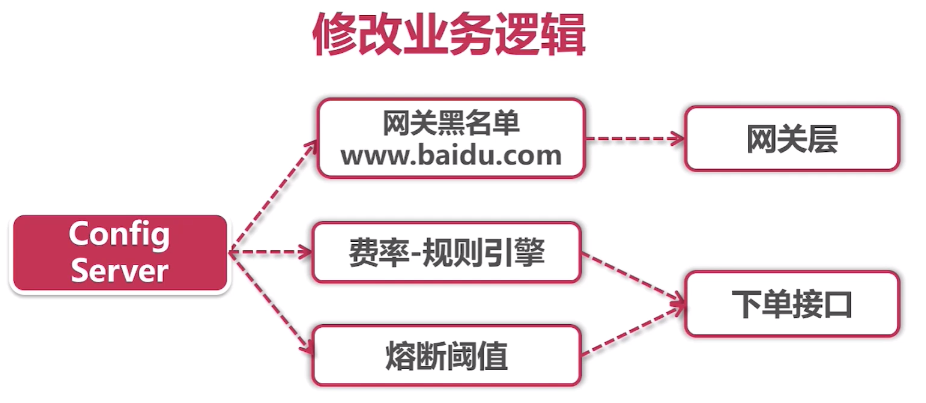 修改业务逻辑
网关黑名单
www.baidu.com
网关层
Config
Server
费率-规则引擎
下单接口
熔断阈值